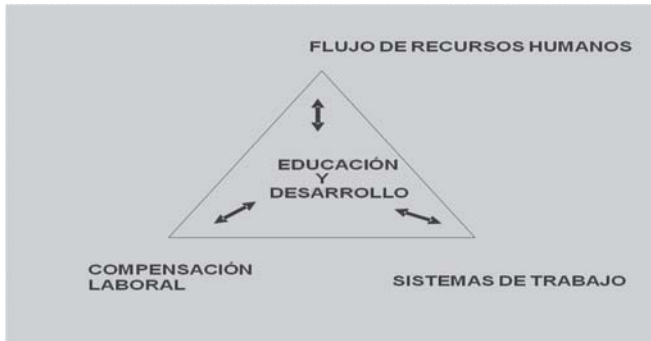 FLUJO DE RECURSOS HUMANOS
EDUCACIÓN
Y
DESARROLLO
COMPENSACIÓN
LABORAL
SISTEMAS DE TRABAJO